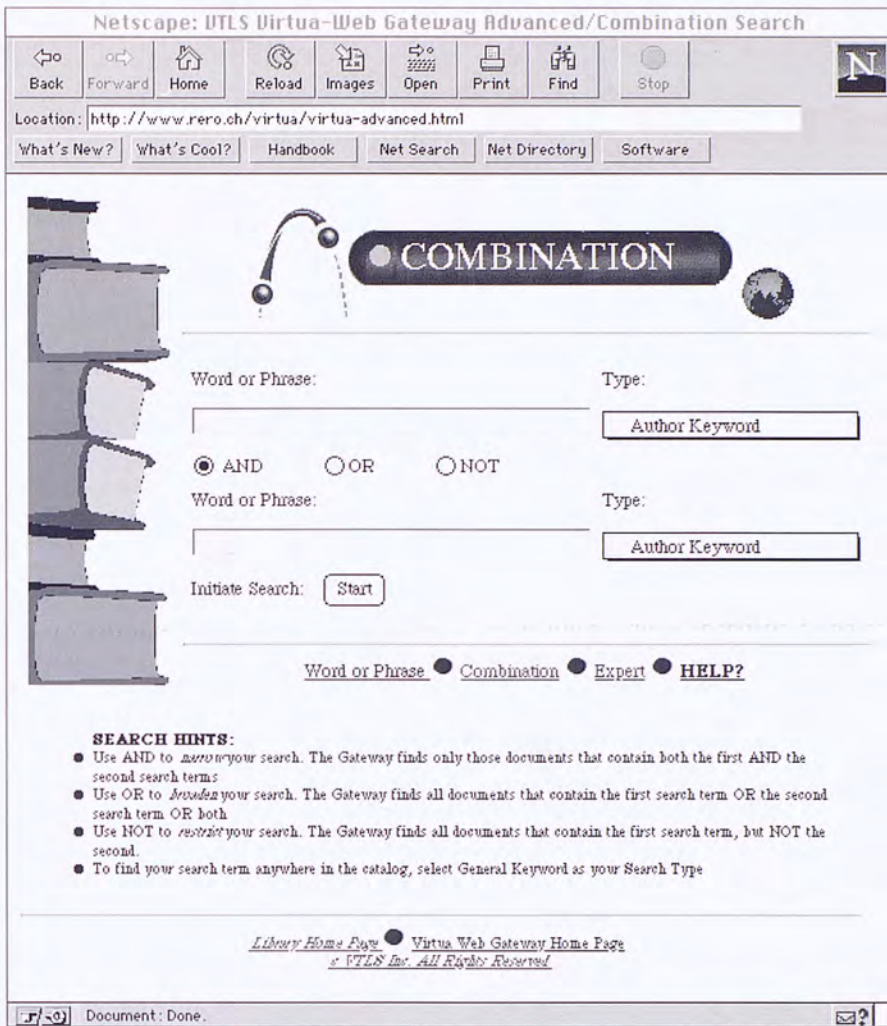 Netscape: VTLS Virtua-Web Gateway Advanced/Combination Search
Back Forward Home Reload Images Open Print Find Stop
N
Location: http://www.rero.ch/virtua/virtua-advanced.html
What's New? What's Cool? Handbook Net Search Net Directory Software
COMBINATION
Word or Phrase: Type:
Author Keyword
AND OR NOT
Word or Phrase: Type:
Author Keyword
Initiate Search: Start
Word or Phrase Combination Expert HELP?
SEARCH HINTS:
Use AND to narrow your search. The Gateway finds only those documents that contain both the first AND the
second search terms
Use OR to broaden your search. The Gateway finds all documents that contain the first search term OR the second
search term OR both
Use NOT to restrict your search. The Gateway finds all documents that contain the first search term, but NOT the
second.
To find your search term anywhere in the catalog, select General Keyword as your Search Type
Library Home Page Virtua Web Gateway Home Page
VTLS Inc. All Rights Reserved
Document: Done.
?